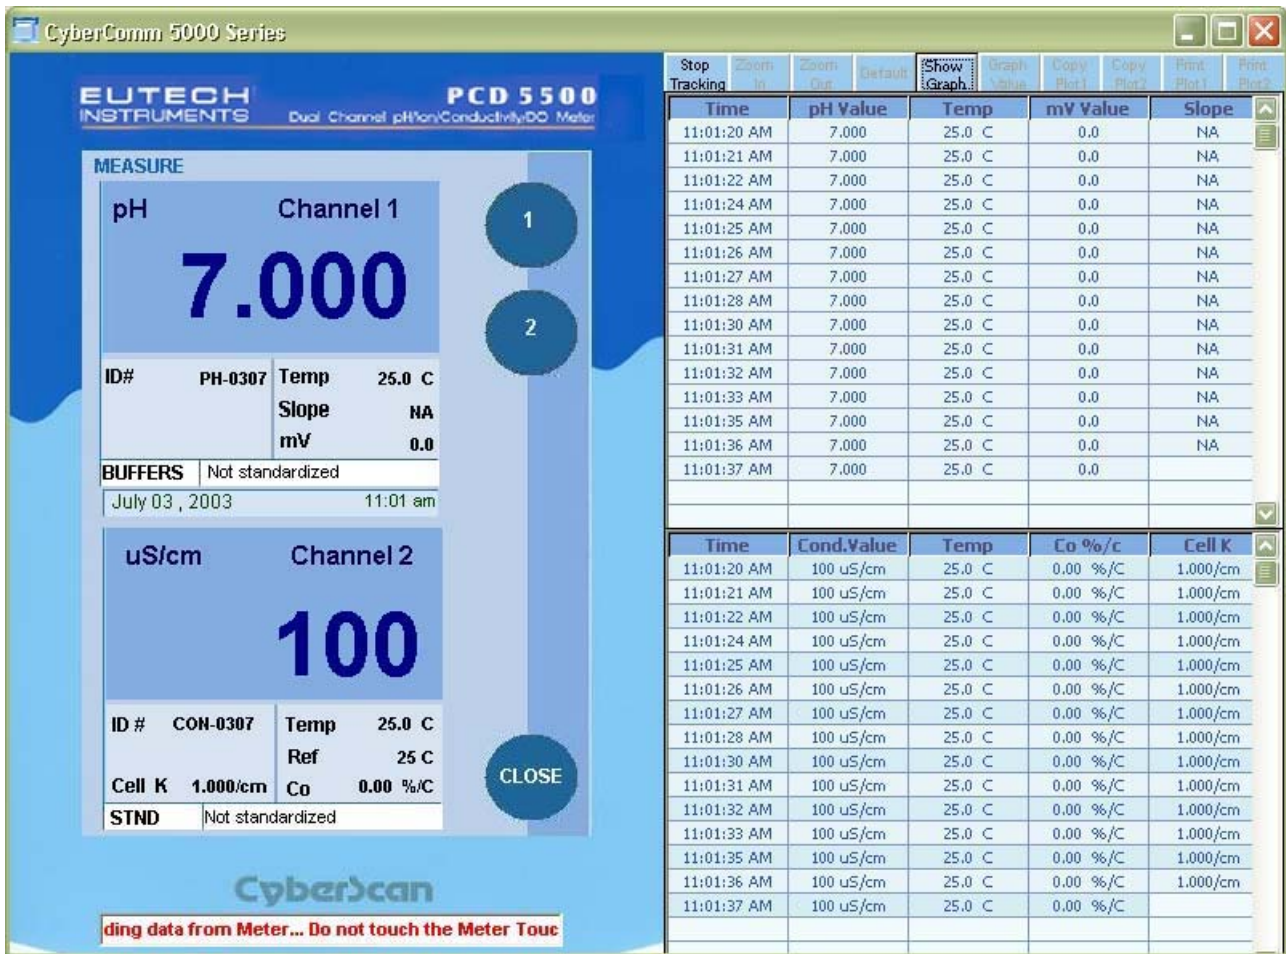 CyberComm 5000 Series
EUTECH
INSTRUMENTS
PCD 5500
Dual Channel pH/Ion/Conductivity/DO Meter
MEASURE
pH Channel 1
7.000
1
2
ID# PH-0307 Temp 25.0 C
Slope NA
mV 0.0
BUFFERS Not standardized
July 03 , 2003 11:01 am
uS/cm Channel 2
100
ID # CON-0307 Temp 25.0 C
Ref 25 C
Cell K 1.000/cm Co 0.00 %/C
STND Not standardized
CLOSE
CyberScan
ding data from Meter... Do not touch the Meter Touc
Stop Tracking Zoom In Zoom Out Default Show Graph. Graph Value Copy Plot1 Copy Plot2 Print Plot1 Print Plot2
Time pH Value Temp mV Value Slope
11:01:20 AM 7.000 25.0 C 0.0 NA
11:01:21 AM 7.000 25.0 C 0.0 NA
11:01:22 AM 7.000 25.0 C 0.0 NA
11:01:24 AM 7.000 25.0 C 0.0 NA
11:01:25 AM 7.000 25.0 C 0.0 NA
11:01:26 AM 7.000 25.0 C 0.0 NA
11:01:27 AM 7.000 25.0 C 0.0 NA
11:01:28 AM 7.000 25.0 C 0.0 NA
11:01:30 AM 7.000 25.0 C 0.0 NA
11:01:31 AM 7.000 25.0 C 0.0 NA
11:01:32 AM 7.000 25.0 C 0.0 NA
11:01:33 AM 7.000 25.0 C 0.0 NA
11:01:35 AM 7.000 25.0 C 0.0 NA
11:01:36 AM 7.000 25.0 C 0.0 NA
11:01:37 AM 7.000 25.0 C 0.0
Time Cond.Value Temp Co %/c Cell K
11:01:20 AM 100 uS/cm 25.0 C 0.00 %/C 1.000/cm
11:01:21 AM 100 uS/cm 25.0 C 0.00 %/C 1.000/cm
11:01:22 AM 100 uS/cm 25.0 C 0.00 %/C 1.000/cm
11:01:24 AM 100 uS/cm 25.0 C 0.00 %/C 1.000/cm
11:01:25 AM 100 uS/cm 25.0 C 0.00 %/C 1.000/cm
11:01:26 AM 100 uS/cm 25.0 C 0.00 %/C 1.000/cm
11:01:27 AM 100 uS/cm 25.0 C 0.00 %/C 1.000/cm
11:01:28 AM 100 uS/cm 25.0 C 0.00 %/C 1.000/cm
11:01:30 AM 100 uS/cm 25.0 C 0.00 %/C 1.000/cm
11:01:31 AM 100 uS/cm 25.0 C 0.00 %/C 1.000/cm
11:01:32 AM 100 uS/cm 25.0 C 0.00 %/C 1.000/cm
11:01:33 AM 100 uS/cm 25.0 C 0.00 %/C 1.000/cm
11:01:35 AM 100 uS/cm 25.0 C 0.00 %/C 1.000/cm
11:01:36 AM 100 uS/cm 25.0 C 0.00 %/C 1.000/cm
11:01:37 AM 100 uS/cm 25.0 C 0.00 %/C